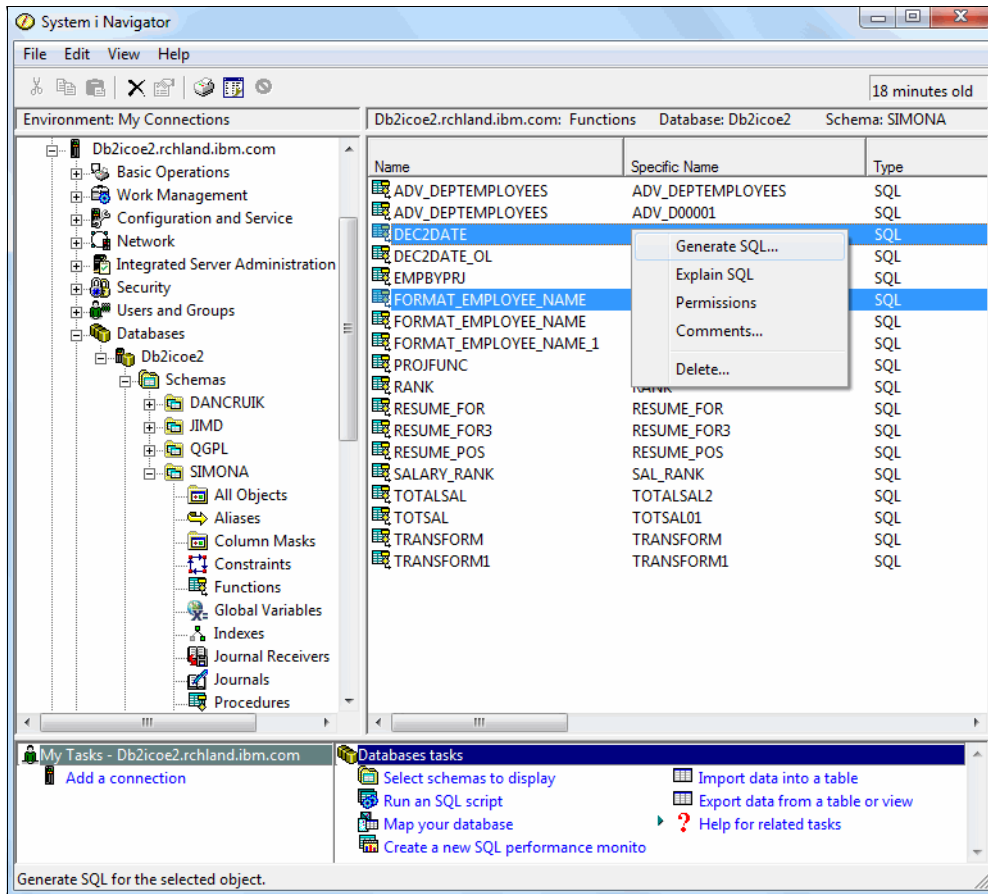 System i Navigator
File Edit View Help
18 minutes old
Environment: My Connections
Db2icoe2.rchland.ibm.com: Functions Database: Db2icoe2 Schema: SIMONA
Db2icoe2.rchland.ibm.com
Basic Operations
Work Management
Configuration and Service
Network
Integrated Server Administration
Security
Users and Groups
Databases
Db2icoe2
Schemas
DANCRUIK
JIMD
QGPL
SIMONA
All Objects
Aliases
Column Masks
Constraints
Functions
Global Variables
Indexes
Journal Receivers
Journals
Procedures
Name Specific Name Type
ADV_DEPTEMPLOYEES ADV_DEPTEMPLOYEES SQL
ADV_DEPTEMPLOYEES ADV_D00001 SQL
DEC2DATE SQL
DEC2DATE_OL SQL
EMPBYPRJ SQL
FORMAT_EMPLOYEE_NAME SQL
FORMAT_EMPLOYEE_NAME SQL
FORMAT_EMPLOYEE_NAME_1 SQL
PROJFUNC SQL
RANK RANK SQL
RESUME_FOR RESUME_FOR SQL
RESUME_FOR3 RESUME_FOR3 SQL
RESUME_POS RESUME_POS SQL
SALARY_RANK SAL_RANK SQL
TOTALSAL TOTALSAL2 SQL
TOTSAL TOTSAL01 SQL
TRANSFORM TRANSFORM SQL
TRANSFORM1 TRANSFORM1 SQL
Generate SQL...
Explain SQL
Permissions
Comments...
Delete...
My Tasks - Db2icoe2.rchland.ibm.com
Add a connection
Databases tasks
Select schemas to display
Run an SQL script
Map your database
Create a new SQL performance monito
Import data into a table
Export data from a table or view
Help for related tasks
Generate SQL for the selected object.